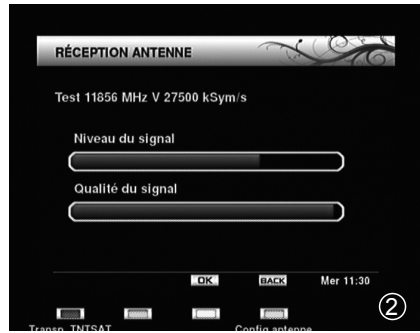 RÉCEPTION ANTENNE
Test 11856 MHz V 27500 kSym/s
Niveau du signal
Qualité du signal
OK BACK Mer 11:30
Transp. TNTSAT Config antenne
②